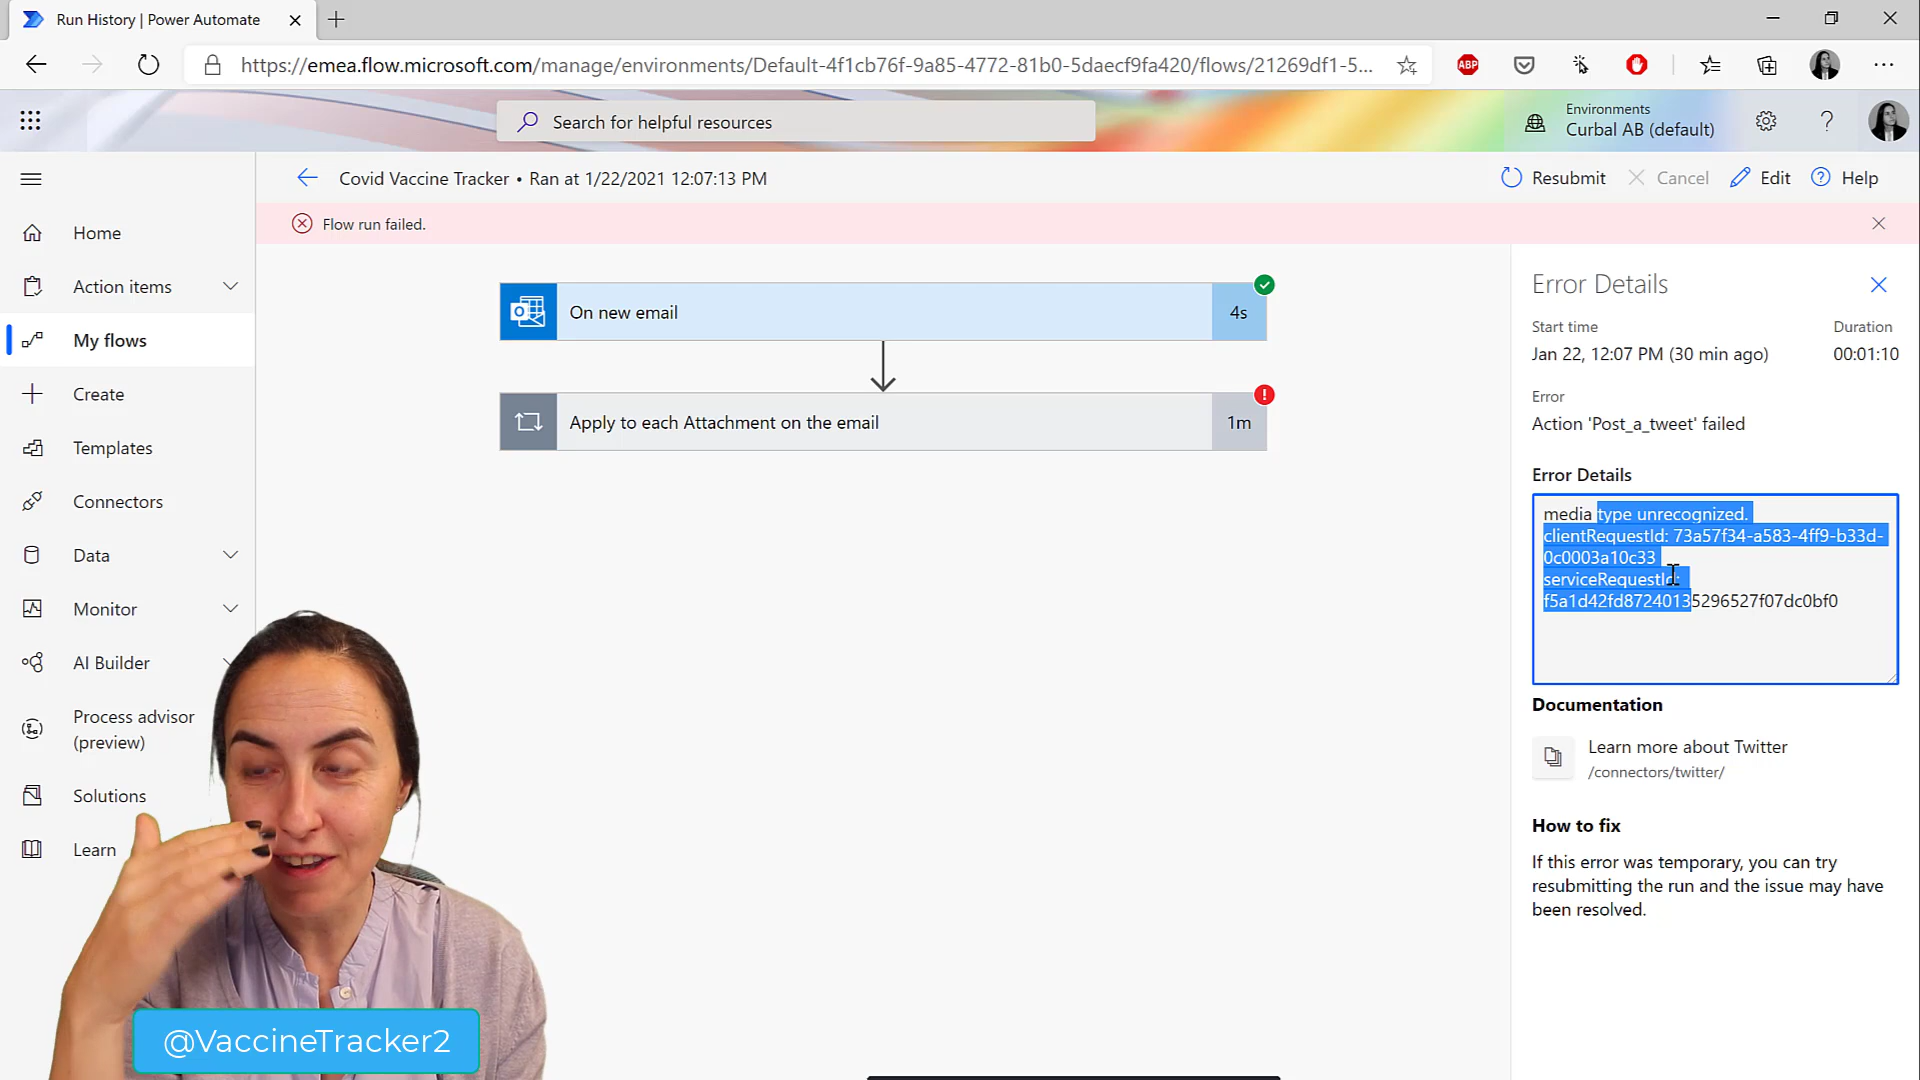 Run History | Power Automate
https://emea.flow.microsoft.com/manage/environments/Default-4f1cb76f-9a85-4772-81b0-5daecf9fa420/flows/21269df1-5...
ABP
Search for helpful resources
Environments
Curbal AB (default)
Covid Vaccine Tracker • Ran at 1/22/2021 12:07:13 PM
Resubmit
Cancel
Edit
Help
Flow run failed.
Home
Action items
My flows
Create
Templates
Connectors
Data
Monitor
AI Builder
Process advisor
(preview)
Solutions
Learn
On new email
4s
Apply to each Attachment on the email
1m
Error Details
Start time
Duration
Jan 22, 12:07 PM (30 min ago)
00:01:10
Error
Action 'Post_a_tweet' failed
Error Details
media type unrecognized.
clientRequestId: 73a57f34-a583-4ff9-b33d-
0c0003a10c33
serviceRequestId:
f5a1d42fd87240135296527f07dc0bf0
Documentation
Learn more about Twitter
/connectors/twitter/
How to fix
If this error was temporary, you can try
resubmitting the run and the issue may have
been resolved.
@VaccineTracker2